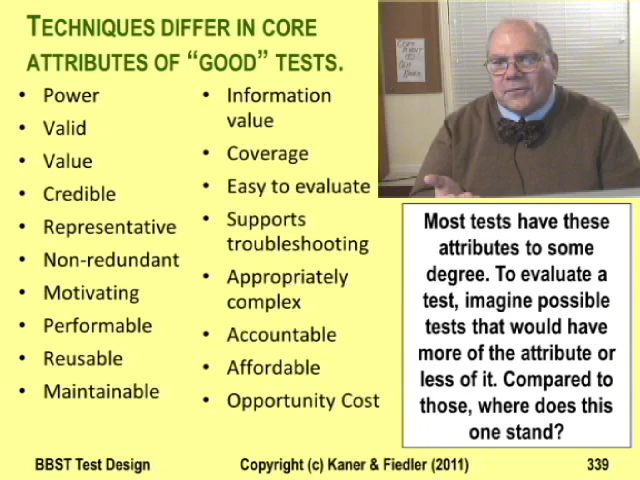 TECHNIQUES DIFFER IN CORE
ATTRIBUTES OF “GOOD” TESTS.
• Power
• Valid
• Value
• Credible
• Representative
• Non-redundant
• Motivating
• Performable
• Reusable
• Maintainable
• Information
value
• Coverage
• Easy to evaluate
• Supports
troubleshooting
• Appropriately
complex
• Accountable
• Affordable
• Opportunity Cost
Most tests have these
attributes to some
degree. To evaluate a
test, imagine possible
tests that would have
more of the attribute or
less of it. Compared to
those, where does this
one stand?
BBST Test Design
Copyright (c) Kaner & Fiedler (2011)
339